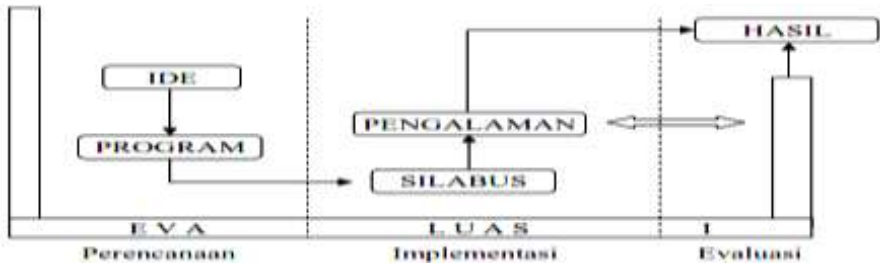 HASIL
IDE
PENGALAMAN
PROGRAM
SILABUS
E V A L U A S I
Perencanaan Implementasi Evaluasi